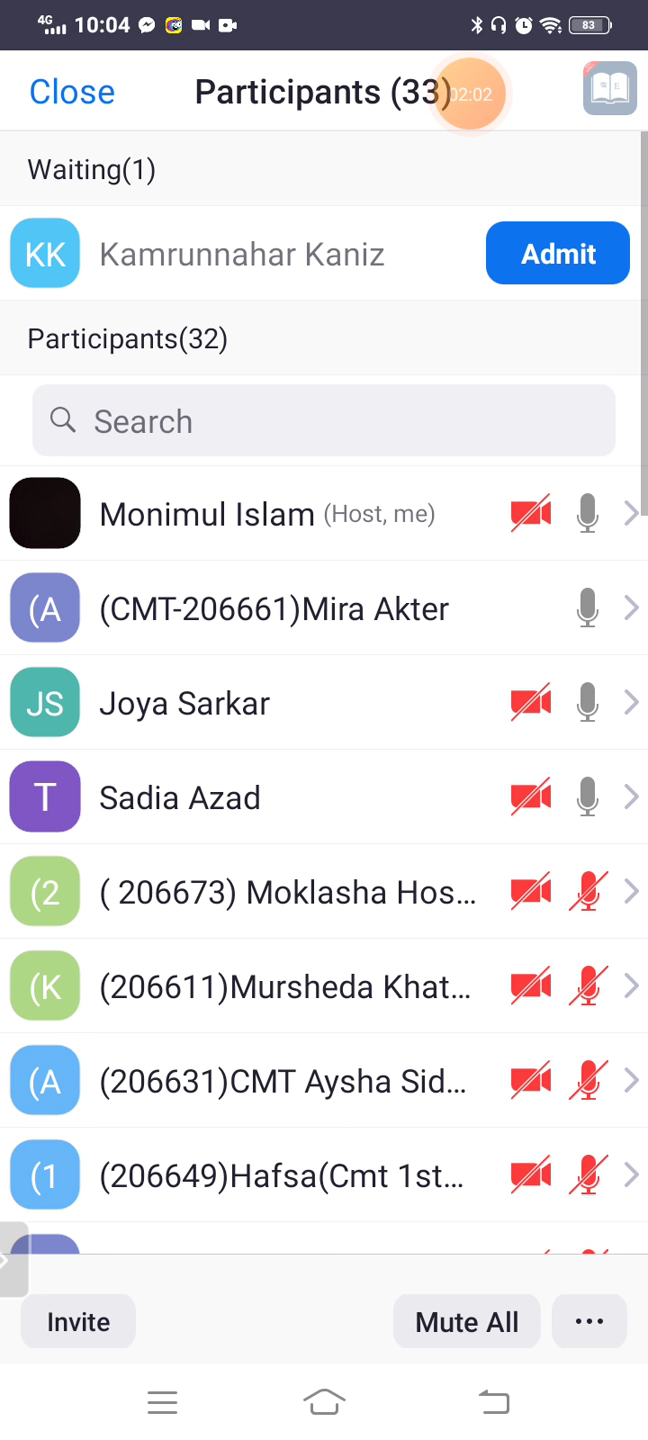 4G 10:04 83
Close Participants (33) 02:02
Waiting(1)
KK Kamrunnahar Kaniz Admit
Participants(32)
Search
Monimul Islam (Host, me)
(A (CMT-206661)Mira Akter
JS Joya Sarkar
T Sadia Azad
(2 ( 206673) Moklasha Hos...
(K (206611)Mursheda Khat...
(A (206631)CMT Aysha Sid...
(1 (206649)Hafsa(Cmt 1st...
Invite Mute All ...